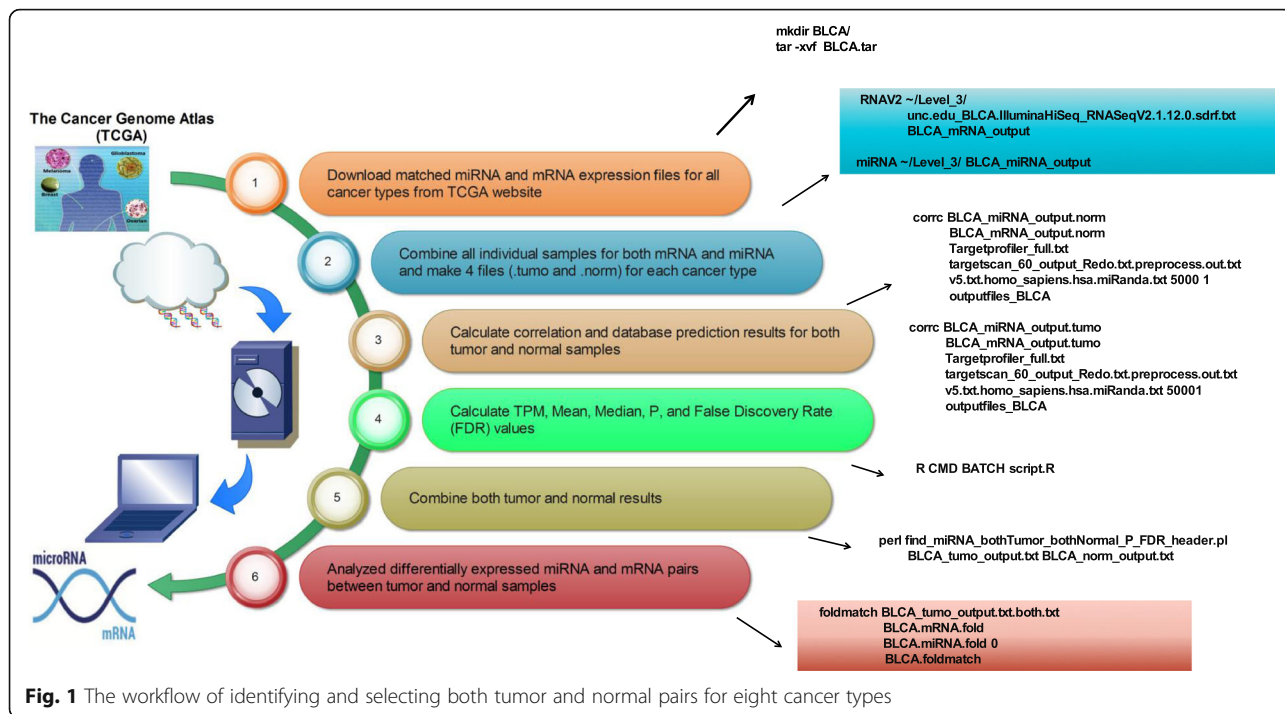 mkdir BLCA/
tar -xvf BLCA.tar
The Cancer Genome Atlas
(TCGA)
Melanoma
Glioblastoma
Breast
Ovarian
1
Download matched miRNA and mRNA expression files for all
cancer types from TCGA website
RNAV2 ~/Level_3/
unc.edu_BLCA.IlluminaHiSeq_RNASeqV2.1.12.0.sdrf.txt
BLCA_mRNA_output
miRNA ~/Level_3/ BLCA_miRNA_output
2
Combine all individual samples for both mRNA and miRNA
and make 4 files (.tumo and .norm) for each cancer type
corrc BLCA_miRNA_output.norm
BLCA_mRNA_output.norm
Targetprofiler_full.txt
targetscan_60_output_Redo.txt.preprocess.out.txt
v5.txt.homo_sapiens.hsa.miRanda.txt 5000 1
outputfiles_BLCA
3
Calculate correlation and database prediction results for both
tumor and normal samples
corrc BLCA_miRNA_output.tumo
BLCA_mRNA_output.tumo
Targetprofiler_full.txt
targetscan_60_output_Redo.txt.preprocess.out.txt
v5.txt.homo_sapiens.hsa.miRanda.txt 50001
outputfiles_BLCA
4
Calculate TPM, Mean, Median, P, and False Discovery Rate
(FDR) values
R CMD BATCH script.R
5
Combine both tumor and normal results
perl find_miRNA_bothTumor_bothNormal_P_FDR_header.pl
BLCA_tumo_output.txt BLCA_norm_output.txt
microRNA
mRNA
6
Analyzed differentially expressed miRNA and mRNA pairs
between tumor and normal samples
foldmatch BLCA_tumo_output.txt.both.txt
BLCA.mRNA.fold
BLCA.miRNA.fold 0
BLCA.foldmatch
Fig. 1 The workflow of identifying and selecting both tumor and normal pairs for eight cancer types